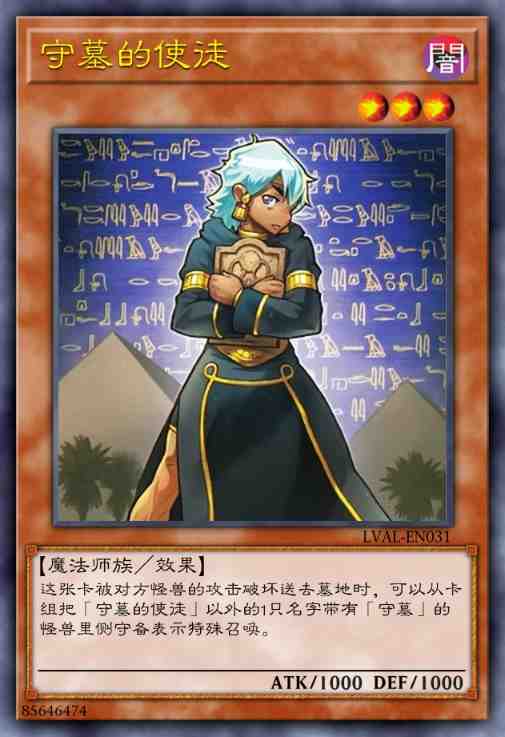 守墓的使徒
闇
LVAL-EN031
【魔法师族／效果】
这张卡被对方怪兽的攻击破坏送去墓地时，可以从卡
组把「守墓的使徒」以外的1只名字带有「守墓」的
怪兽里侧守备表示特殊召唤。
ATK/1000 DEF/1000
85646474